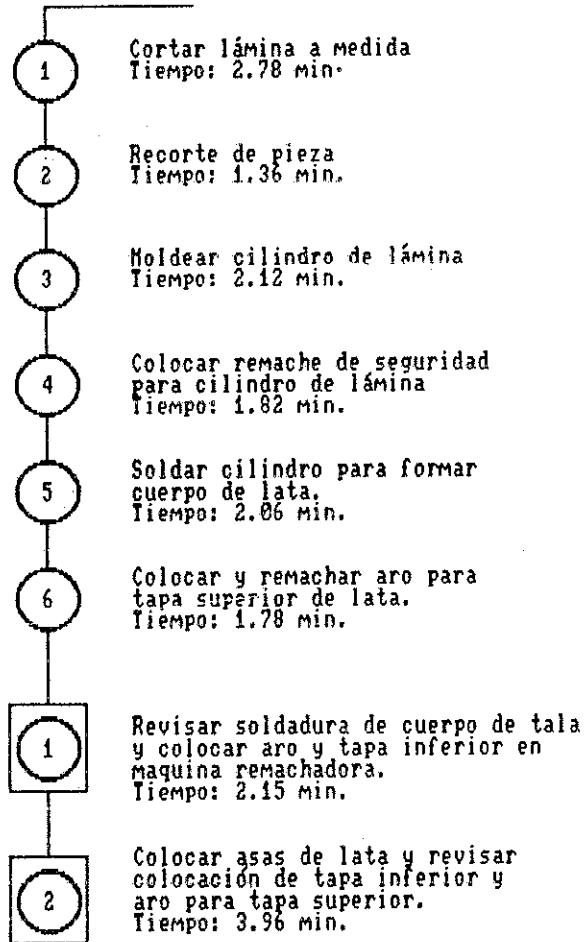 1
Cortar lámina a medida
Tiempo: 2.78 min.
2
Recorte de pieza
Tiempo: 1.36 min.
3
Moldear cilindro de lámina
Tiempo: 2.12 min.
4
Colocar remache de seguridad
para cilindro de lámina
Tiempo: 1.82 min.
5
Soldar cilindro para formar
cuerpo de lata.
Tiempo: 2.06 min.
6
Colocar y remachar aro para
tapa superior de lata.
Tiempo: 1.78 min.
1
Revisar soldadura de cuerpo de tala
y colocar aro y tapa inferior en
maquina remachadora.
Tiempo: 2.15 min.
2
Colocar asas de lata y revisar
colocación de tapa inferior y
aro para tapa superior.
Tiempo: 3.96 min.